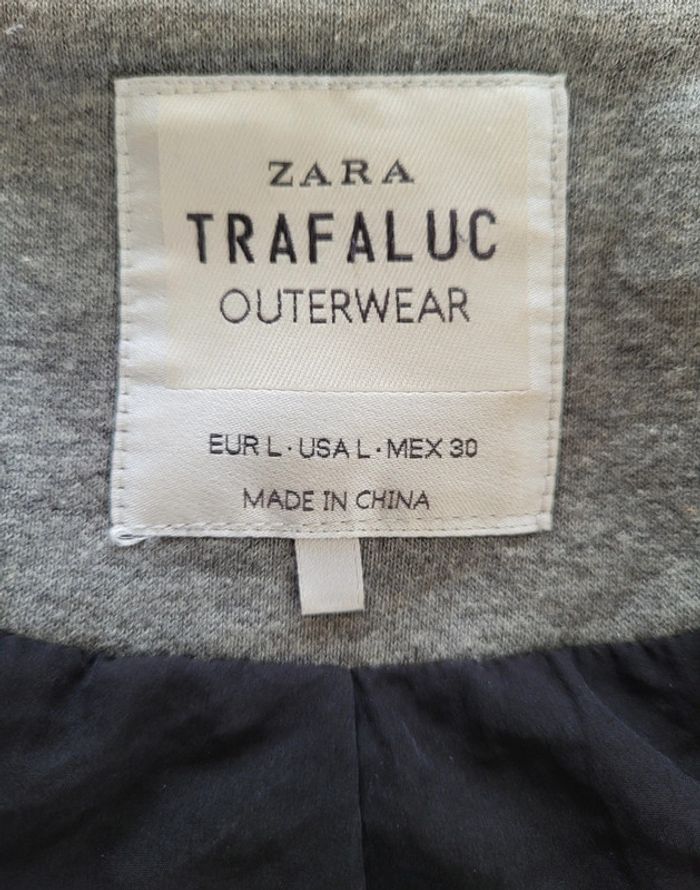 ZARA
TRAFALUC
OUTERWEAR
EUR L · USA L · MEX 30
MADE IN CHINA